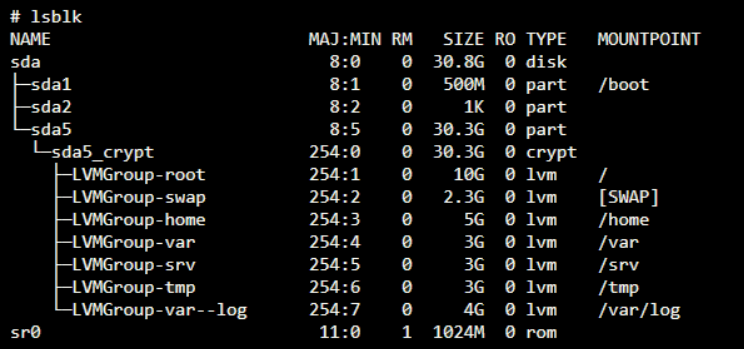 # lsblk
NAME                    MAJ:MIN RM   SIZE RO TYPE  MOUNTPOINT
sda                       8:0    0  30.8G  0 disk
├─sda1                    8:1    0   500M  0 part  /boot
├─sda2                    8:2    0     1K  0 part
└─sda5                    8:5    0  30.3G  0 part
  └─sda5_crypt          254:0    0  30.3G  0 crypt
    ├─LVMGroup-root     254:1    0    10G  0 lvm   /
    ├─LVMGroup-swap     254:2    0   2.3G  0 lvm   [SWAP]
    ├─LVMGroup-home     254:3    0     5G  0 lvm   /home
    ├─LVMGroup-var      254:4    0     3G  0 lvm   /var
    ├─LVMGroup-srv      254:5    0     3G  0 lvm   /srv
    ├─LVMGroup-tmp      254:6    0     3G  0 lvm   /tmp
    └─LVMGroup-var--log 254:7    0     4G  0 lvm   /var/log
sr0                      11:0    1  1024M  0 rom